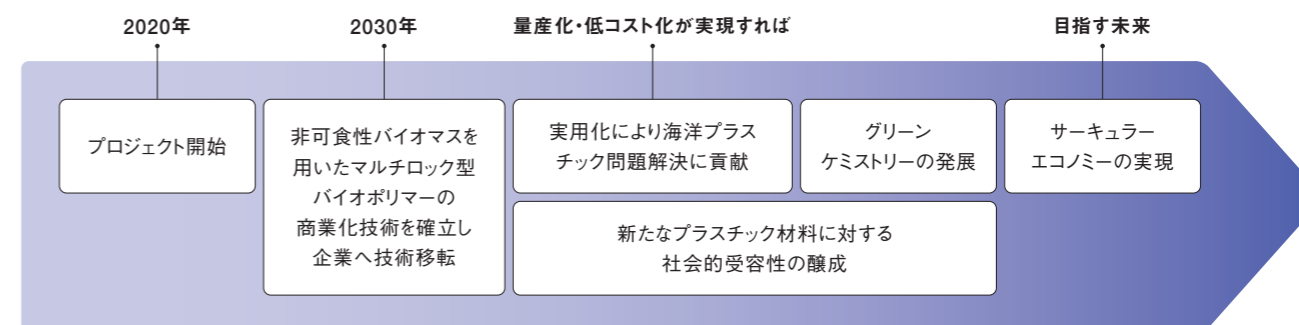 2020年
2030年
量産化・低コスト化が実現すれば
目指す未来
プロジェクト開始
非可食性バイオマスを
用いたマルチロック型
バイオポリマーの
商業化技術を確立し
企業へ技術移転
実用化により海洋プラス
チック問題解決に貢献
グリーン
ケミストリーの発展
サーキュラー
エコノミーの実現
新たなプラスチック材料に対する
社会的受容性の醸成